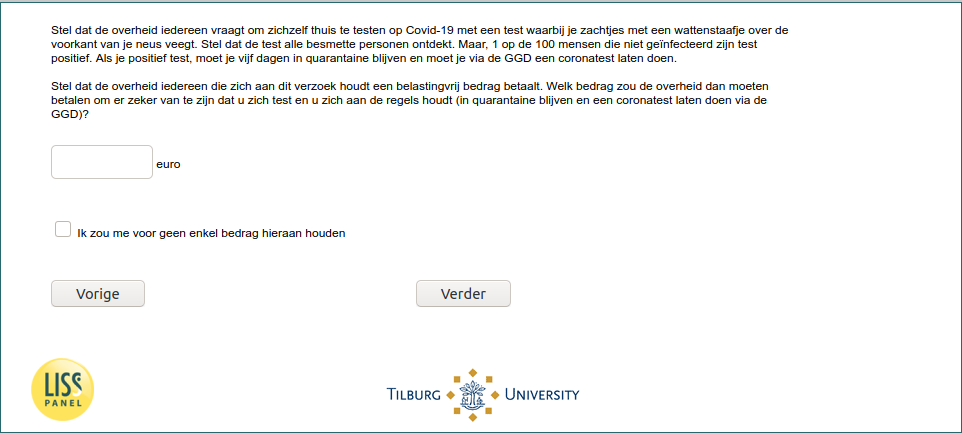 Stel dat de overheid iedereen vraagt om zichzelf thuis te testen op Covid-19 met een test waarbij je zachtjes met een wattenstaafje over de
voorkant van je neus veegt. Stel dat de test alle besmette personen ontdekt. Maar, 1 op de 100 mensen die niet geïnfecteerd zijn test
positief. Als je positief test, moet je vijf dagen in quarantaine blijven en moet je via de GGD een coronatest laten doen.
Stel dat de overheid iedereen die zich aan dit verzoek houdt een belastingvrij bedrag betaalt. Welk bedrag zou de overheid dan moeten
betalen om er zeker van te zijn dat u zich test en u zich aan de regels houdt (in quarantaine blijven en een coronatest laten doen via de
GGD)?
euro
Ik zou me voor geen enkel bedrag hieraan houden
Vorige
Verder
LISS
PANEL
TILBURG UNIVERSITY